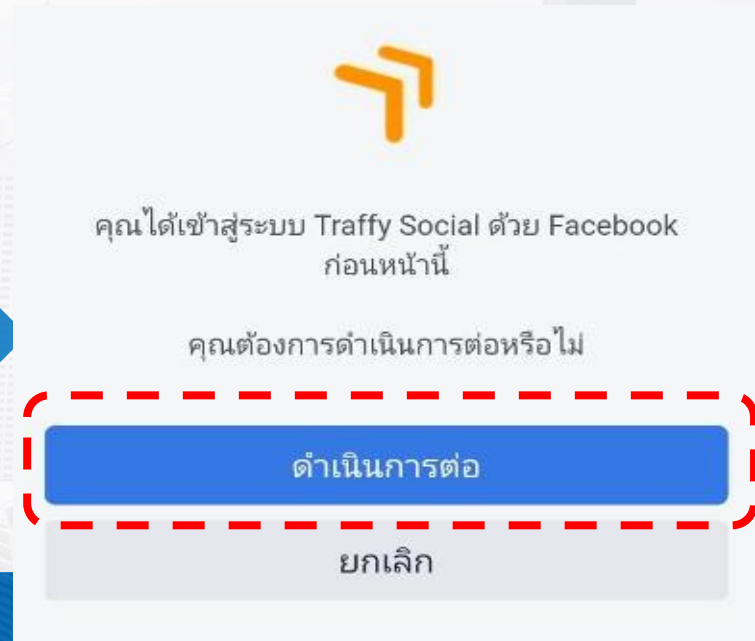 คุณได้เข้าสู่ระบบ Traffy Social ด้วย Facebook
ก่อนหน้านี้
คุณต้องการดำเนินการต่อหรือไม่
ดำเนินการต่อ
ยกเลิก